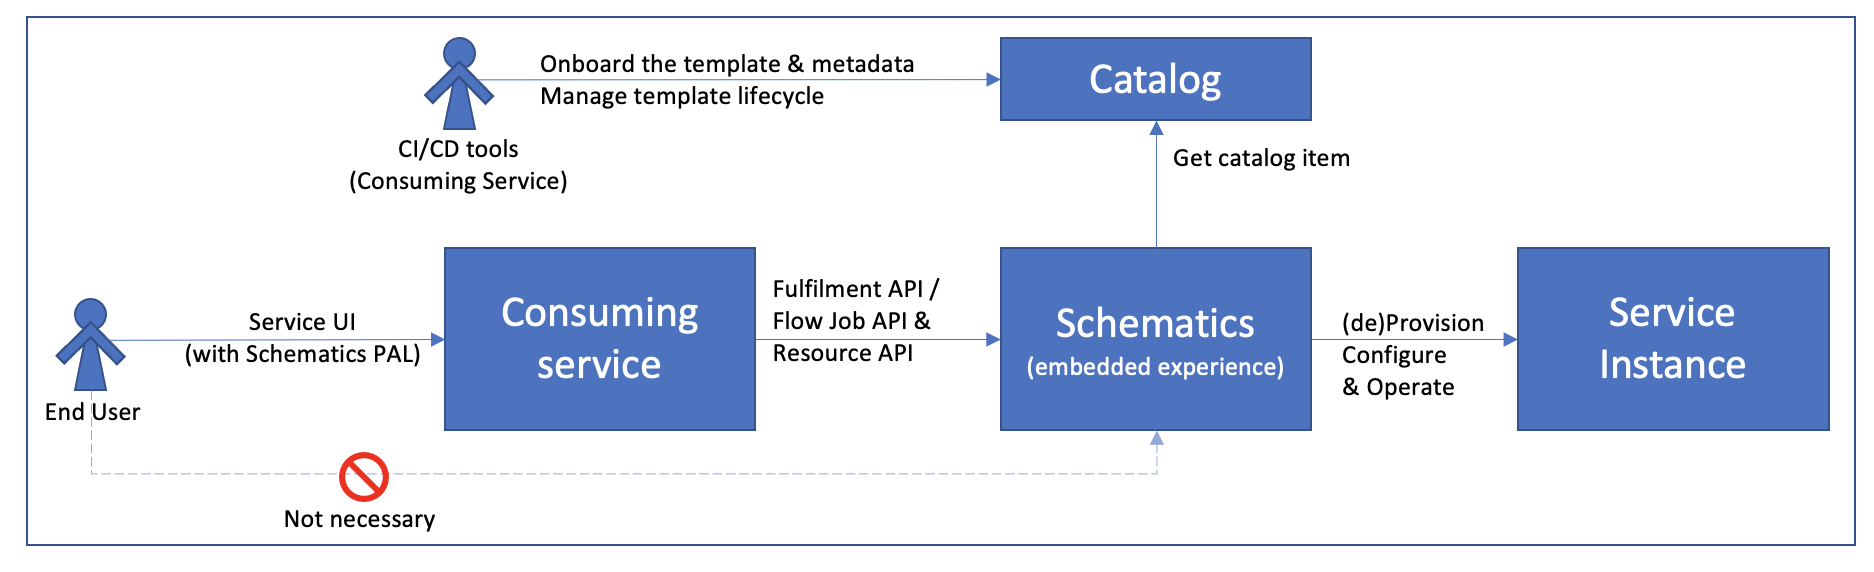 Onboard the template & metadata
Manage template lifecycle
Catalog
CI/CD tools
(Consuming Service)
Get catalog item
Service UI
(with Schematics PAL)
End User
Consuming
service
Fulfilment API /
Flow Job API &
Resource API
Schematics
(embedded experience)
(de)Provision
Configure
& Operate
Service
Instance
Not necessary